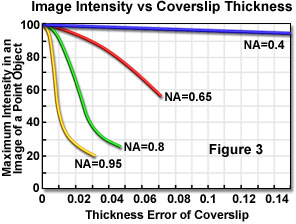 Image Intensity vs Coverslip Thickness
Maximum Intensity in an
Image of a Point Object
100
80
60
40
20
0
NA=0.4
NA=0.65
NA=0.8
NA=0.95
Figure 3
0 0.02 0.04 0.06 0.08 0.1 0.12 0.15
Thickness Error of Coverslip